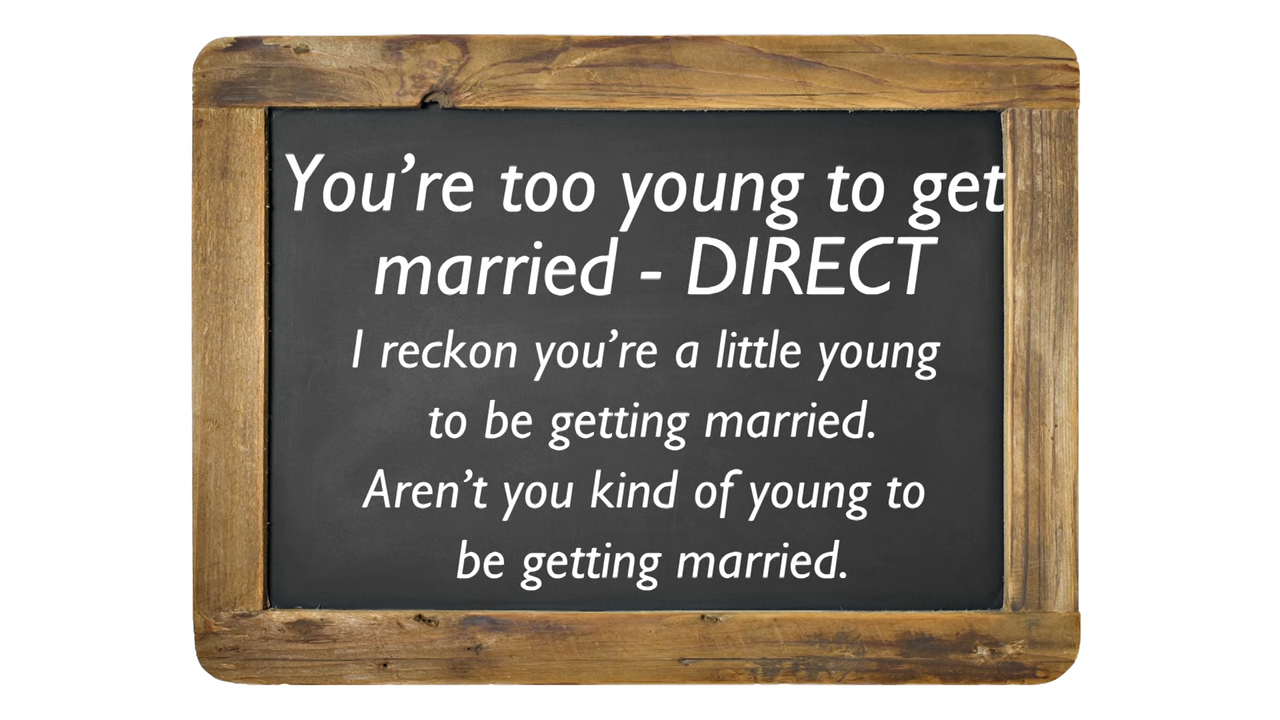 You’re too young to get
married - DIRECT
I reckon you’re a little young
to be getting married.
Aren’t you kind of young to
be getting married.